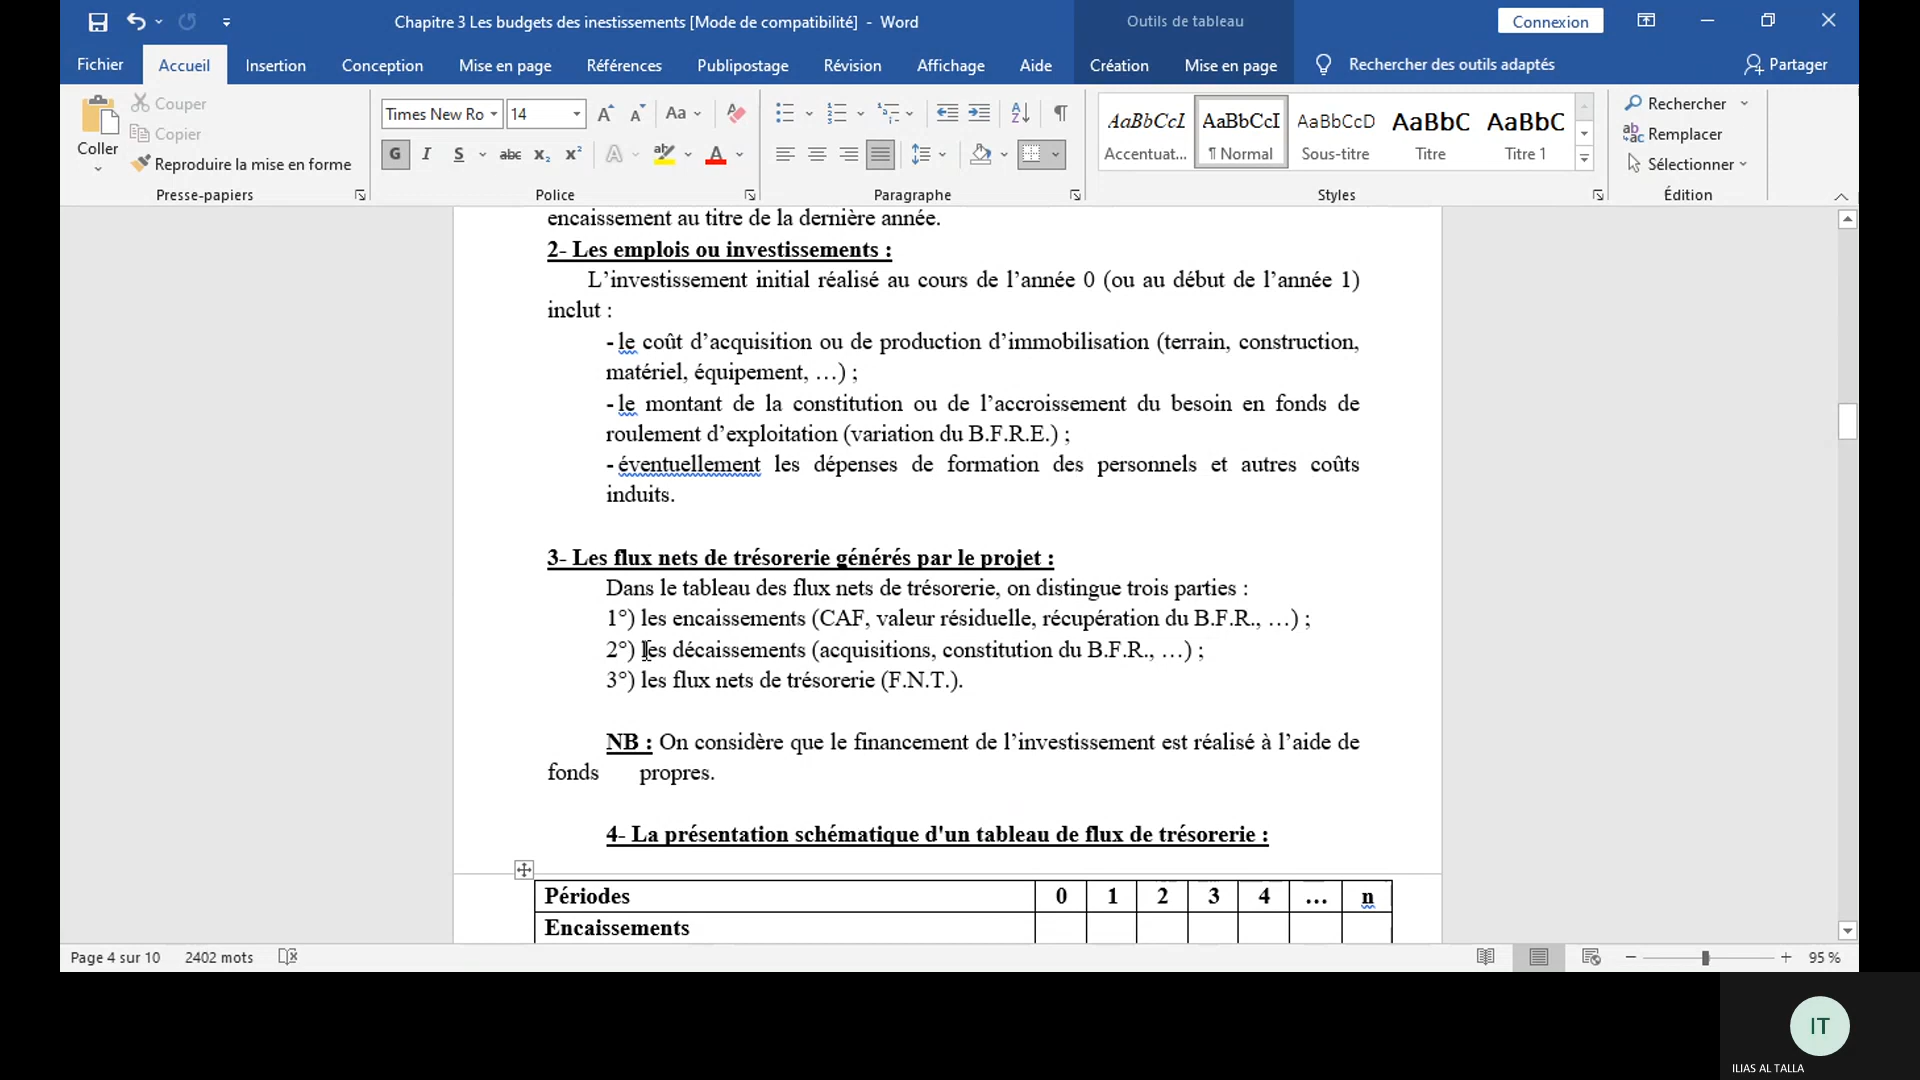 Chapitre 3 Les budgets des inestissements [Mode de compatibilité] - Word
Outils de tableau
Connexion
Fichier Accueil Insertion Conception Mise en page Références Publipostage Révision Affichage Aide Création Mise en page Rechercher des outils adaptés Partager
Coller
Couper
Copier
Reproduire la mise en forme
Presse-papiers
Times New Ro 14
G I S abc x₂ x²
Police
Paragraphe
AaBbCcI AaBbCcI AaBbCcD AaBbC AaBbC
Accentuat... ¶ Normal Sous-titre Titre Titre 1
Styles
Rechercher
Remplacer
Sélectionner
Édition
encaissement au titre de la dernière année.
2- Les emplois ou investissements :
L’investissement initial réalisé au cours de l’année 0 (ou au début de l’année 1)
inclut :
- le coût d’acquisition ou de production d’immobilisation (terrain, construction,
matériel, équipement, …) ;
- le montant de la constitution ou de l’accroissement du besoin en fonds de
roulement d’exploitation (variation du B.F.R.E.) ;
- éventuellement les dépenses de formation des personnels et autres coûts
induits.
3- Les flux nets de trésorerie générés par le projet :
Dans le tableau des flux nets de trésorerie, on distingue trois parties :
1°) les encaissements (CAF, valeur résiduelle, récupération du B.F.R., …) ;
2°) les décaissements (acquisitions, constitution du B.F.R., …) ;
3°) les flux nets de trésorerie (F.N.T.).
NB : On considère que le financement de l’investissement est réalisé à l’aide de
fonds propres.
4- La présentation schématique d'un tableau de flux de trésorerie :
Périodes 0 1 2 3 4 … n
Encaissements
Page 4 sur 10 2402 mots 95 %
IT
ILIAS AL TALLA